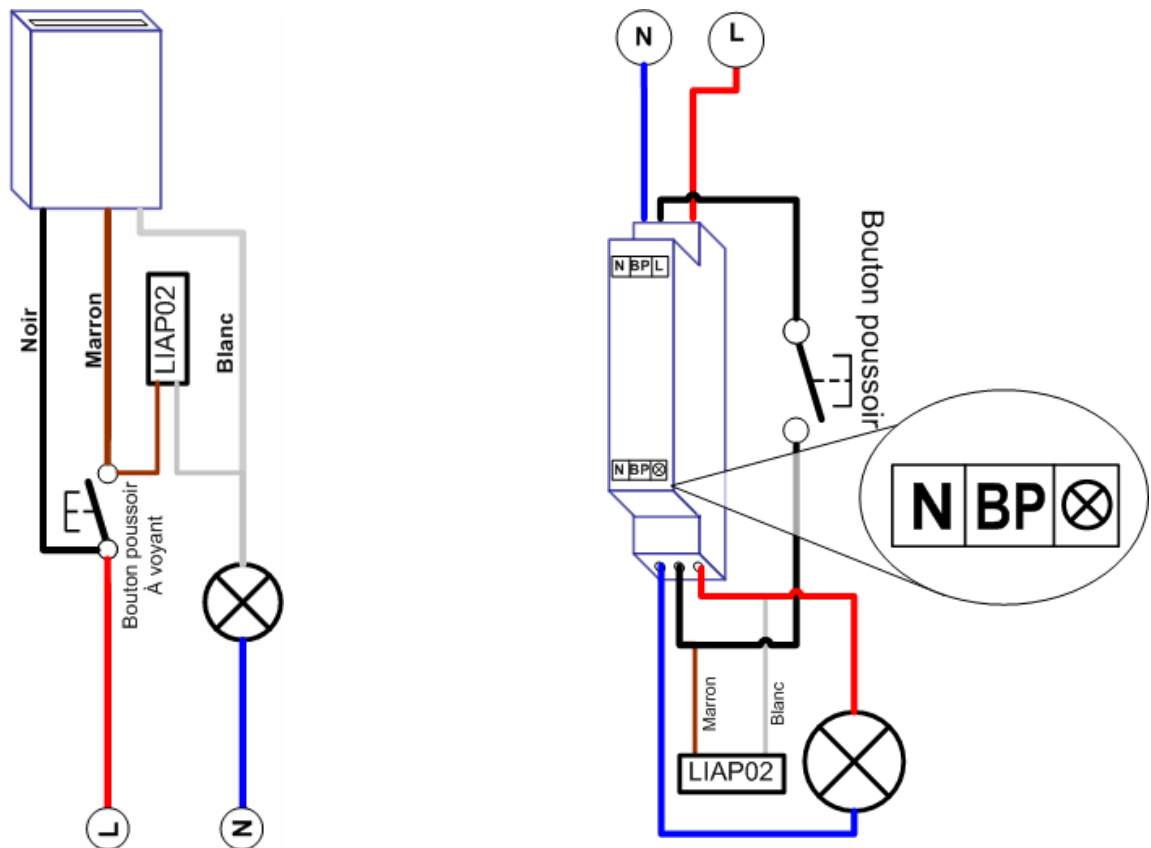 Noir
Marron
LIAP02
Blanc
Bouton poussoir
À voyant
L
N
N
L
N BP L
Bouton poussoir
N BP
N BP
Marron
Blanc
LIAP02